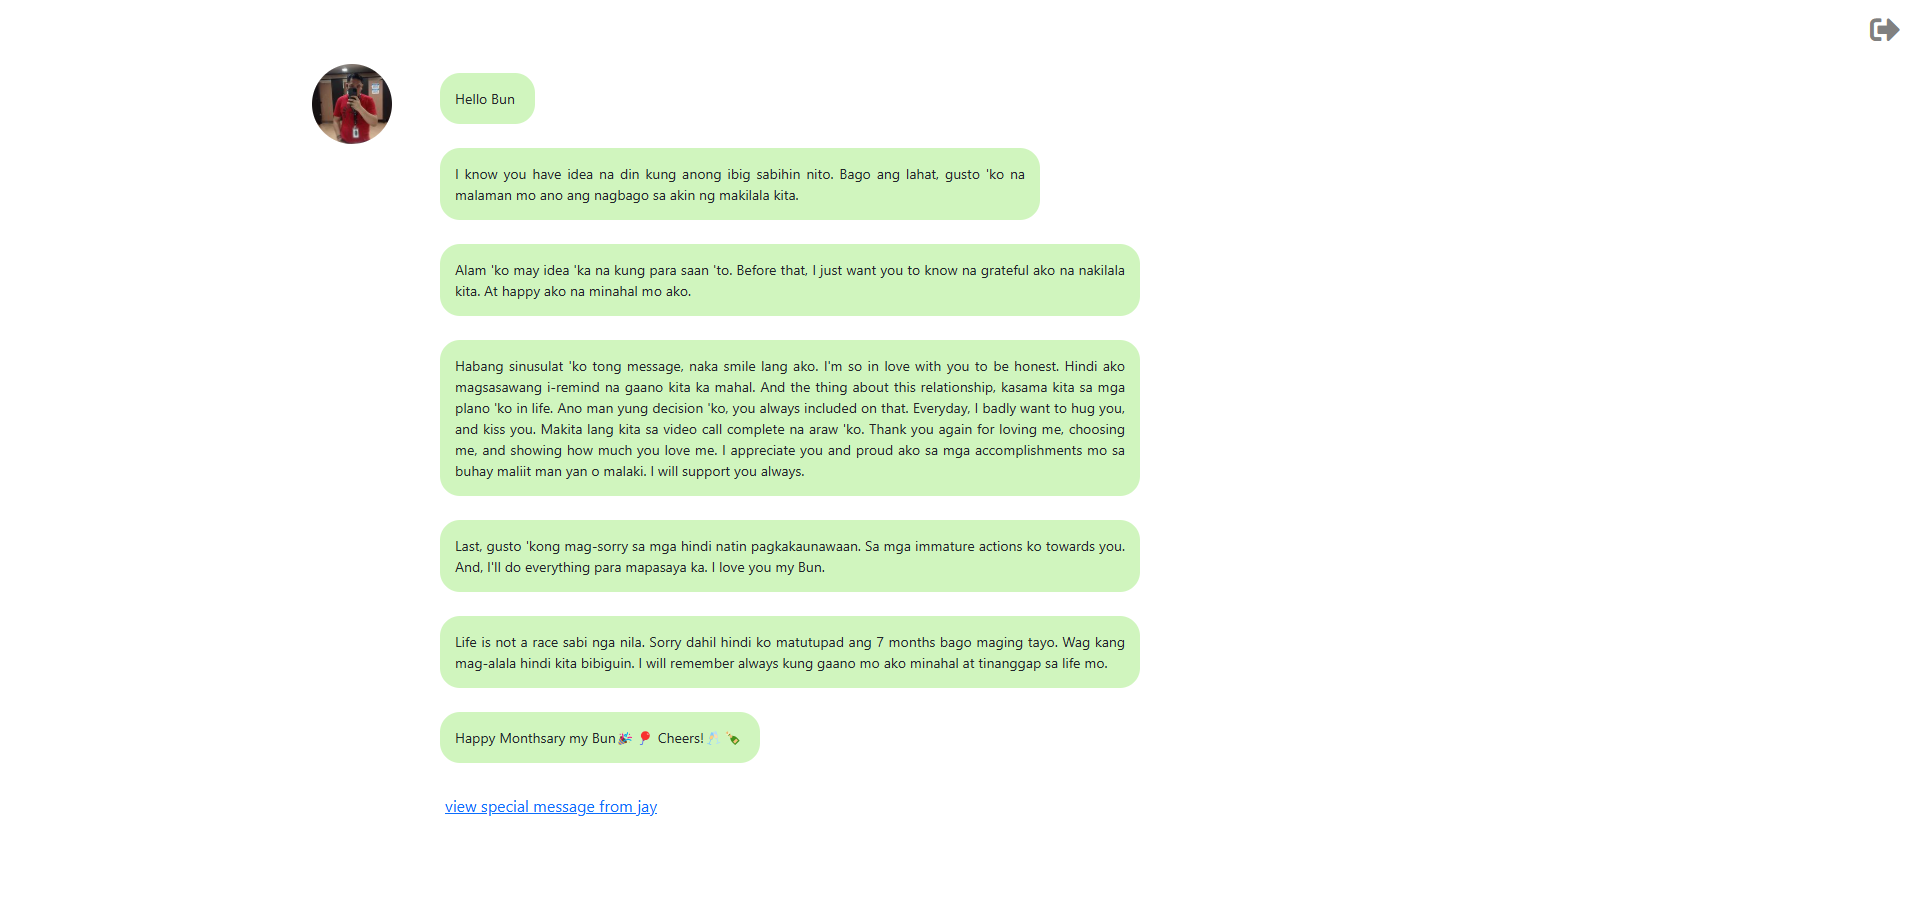 Hello Bun
I know you have idea na din kung anong ibig sabihin nito. Bago ang lahat, gusto 'ko na
malaman mo ano ang nagbago sa akin ng makilala kita.
Alam 'ko may idea 'ka na kung para saan 'to. Before that, I just want you to know na grateful ako na nakilala
kita. At happy ako na minahal mo ako.
Habang sinusulat 'ko tong message, naka smile lang ako. I'm so in love with you to be honest. Hindi ako
magsasawang i-remind na gaano kita ka mahal. And the thing about this relationship, kasama kita sa mga
plano 'ko in life. Ano man yung decision 'ko, you always included on that. Everyday, I badly want to hug you,
and kiss you. Makita lang kita sa video call complete na araw 'ko. Thank you again for loving me, choosing
me, and showing how much you love me. I appreciate you and proud ako sa mga accomplishments mo sa
buhay maliit man yan o malaki. I will support you always.
Last, gusto 'kong mag-sorry sa mga hindi natin pagkakaunawaan. Sa mga immature actions ko towards you.
And, I'll do everything para mapasaya ka. I love you my Bun.
Life is not a race sabi nga nila. Sorry dahil hindi ko matutupad ang 7 months bago maging tayo. Wag kang
mag-alala hindi kita bibiguin. I will remember always kung gaano mo ako minahal at tinanggap sa life mo.
Happy Monthsary my Bun🎉 🎈 Cheers!🥂 🍾
view special message from jay